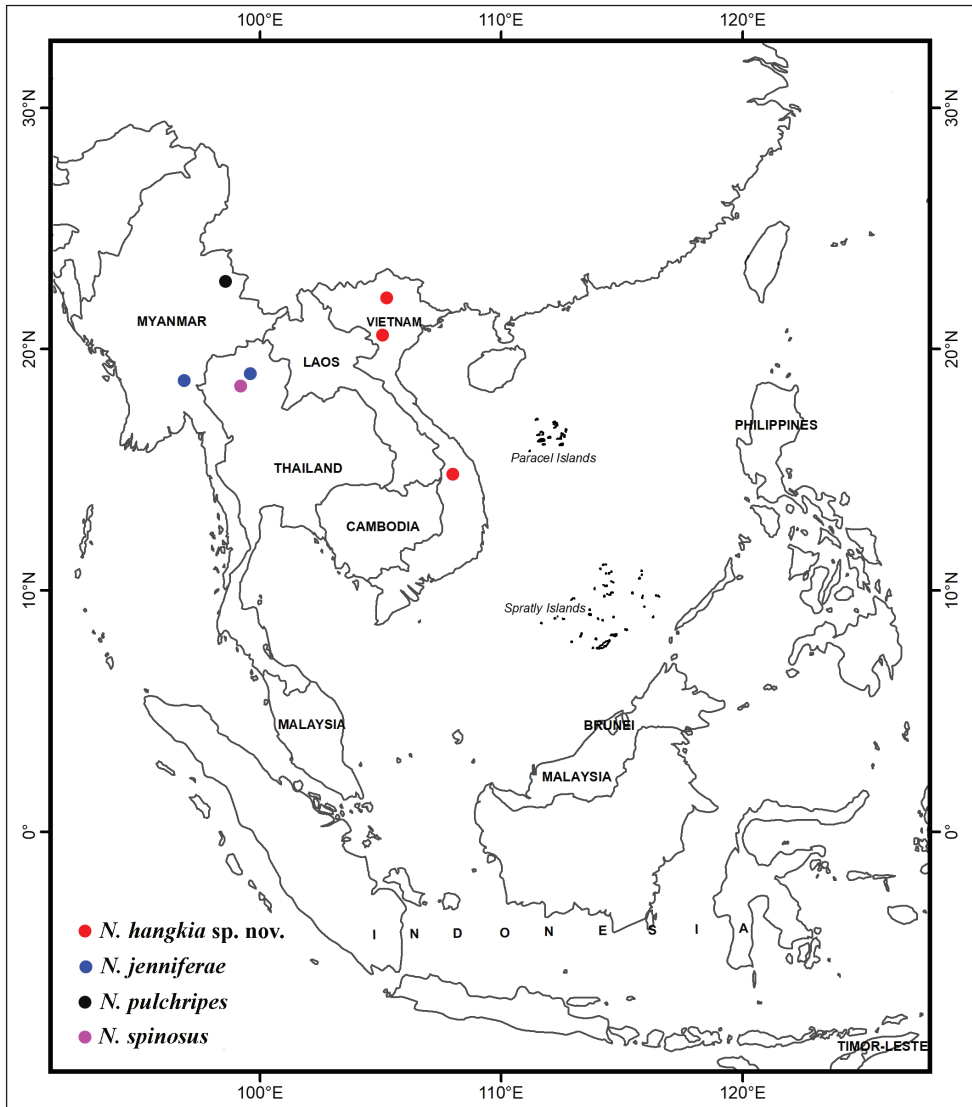 100°E 110°E 120°E
30°N 30°N
MYANMAR
VIETNAM
20°N 20°N
LAOS
PHILIPPINES
Paracel Islands
THAILAND
CAMBODIA
10°N 10°N
Spratly Islands
MALAYSIA
BRUNEI
MALAYSIA
0° 0°
N. hangkia sp. nov.
INDONESIA
N. jenniferae
N. pulchripes
N. spinosus
TIMOR-LESTE
100°E 110°E 120°E